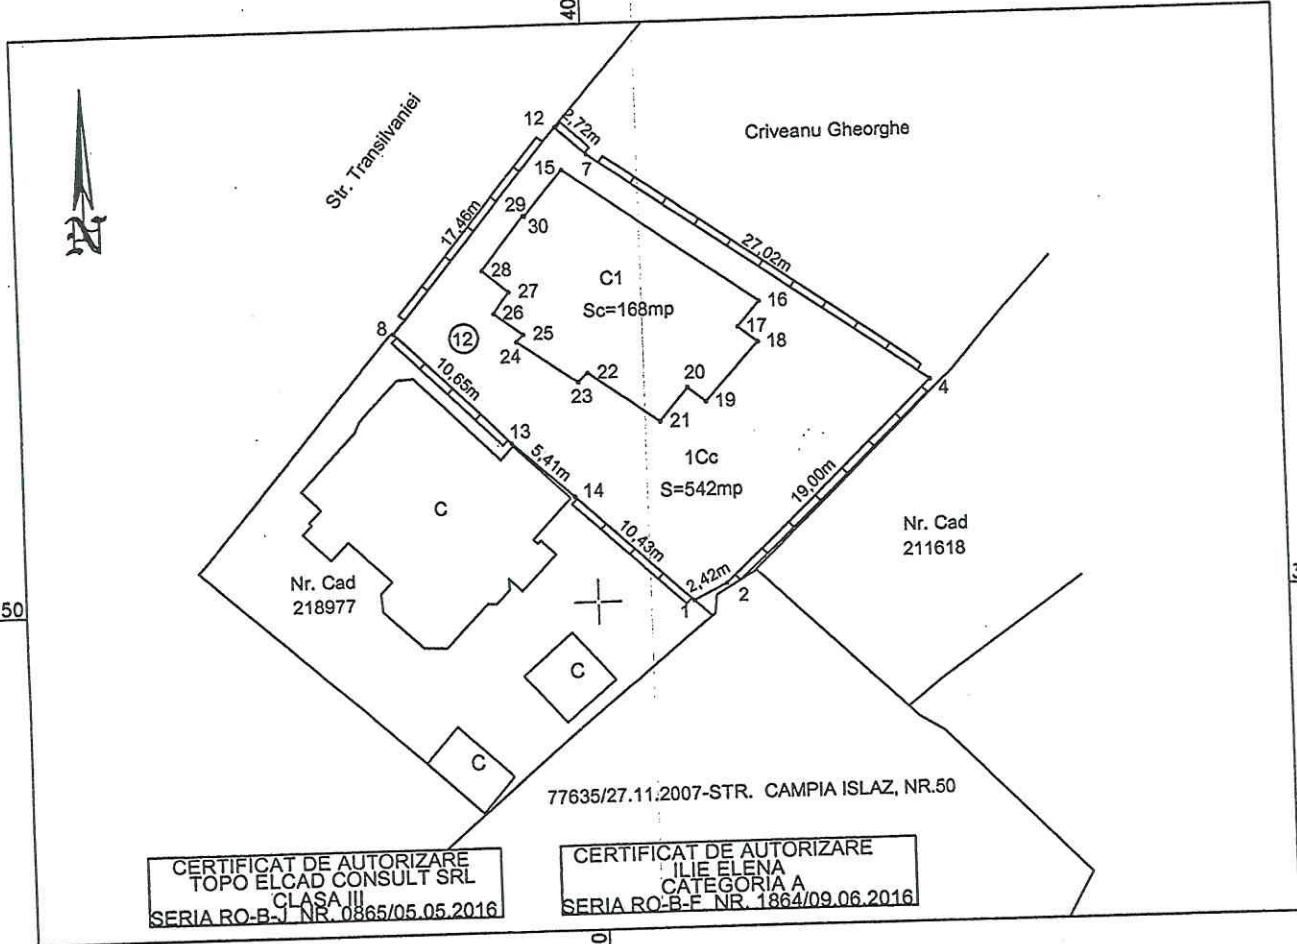 40
Str. Transilvaniei
Criveanu Gheorghe
12
2,72m
7
15
29
30
17,46m
27,02m
28
27
26
25
24
C1
Sc=168mp
16
17
18
8
12
22
23
20
19
21
4
10,65m
13
5,41m
14
1Cc
S=542mp
19,00m
10,43m
2,42m
1
2
C
Nr. Cad
218977
Nr. Cad
211618
50
C
C
77635/27.11.2007-STR. CAMPIA ISLAZ, NR.50
CERTIFICAT DE AUTORIZARE
TOPO ELCAD CONSULT SRL
CLASA III
SERIA RO-B-J NR. 0865/05.05.2016
CERTIFICAT DE AUTORIZARE
ILIE ELENA
CATEGORIA A
SERIA RO-B-F NR. 1864/09.06.2016